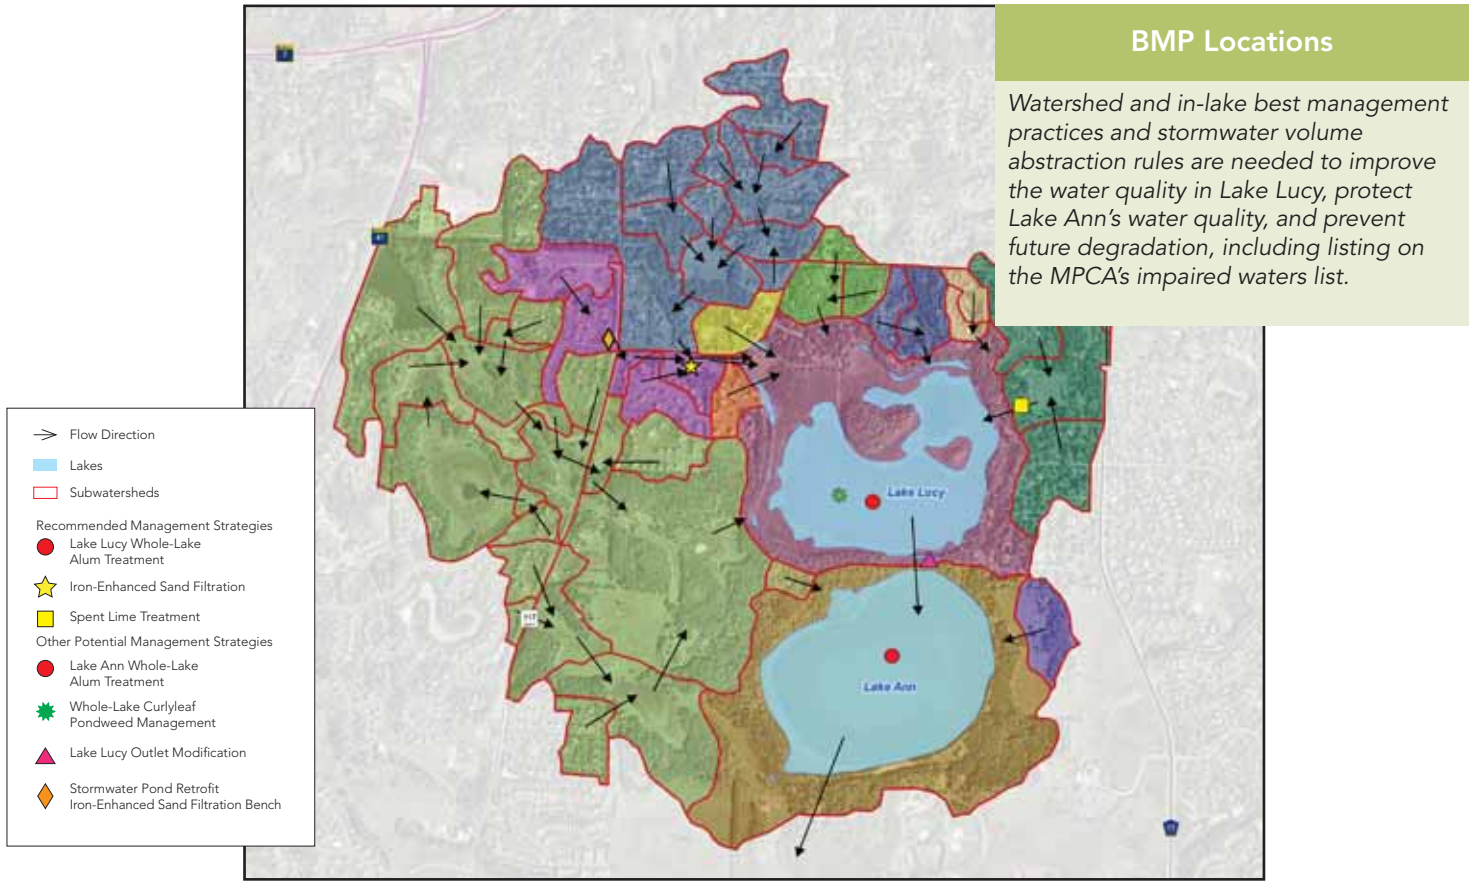 BMP Locations
Watershed and in-lake best management
practices and stormwater volume
abstraction rules are needed to improve
the water quality in Lake Lucy, protect
Lake Ann’s water quality, and prevent
future degradation, including listing on
the MPCA’s impaired waters list.
7
41
Lake Lucy
Lake Ann
Flow Direction
Lakes
Subwatersheds
Recommended Management Strategies
Lake Lucy Whole-Lake
Alum Treatment
Iron-Enhanced Sand Filtration
Spent Lime Treatment
Other Potential Management Strategies
Lake Ann Whole-Lake
Alum Treatment
Whole-Lake Curlyleaf
Pondweed Management
Lake Lucy Outlet Modification
Stormwater Pond Retrofit
Iron-Enhanced Sand Filtration Bench